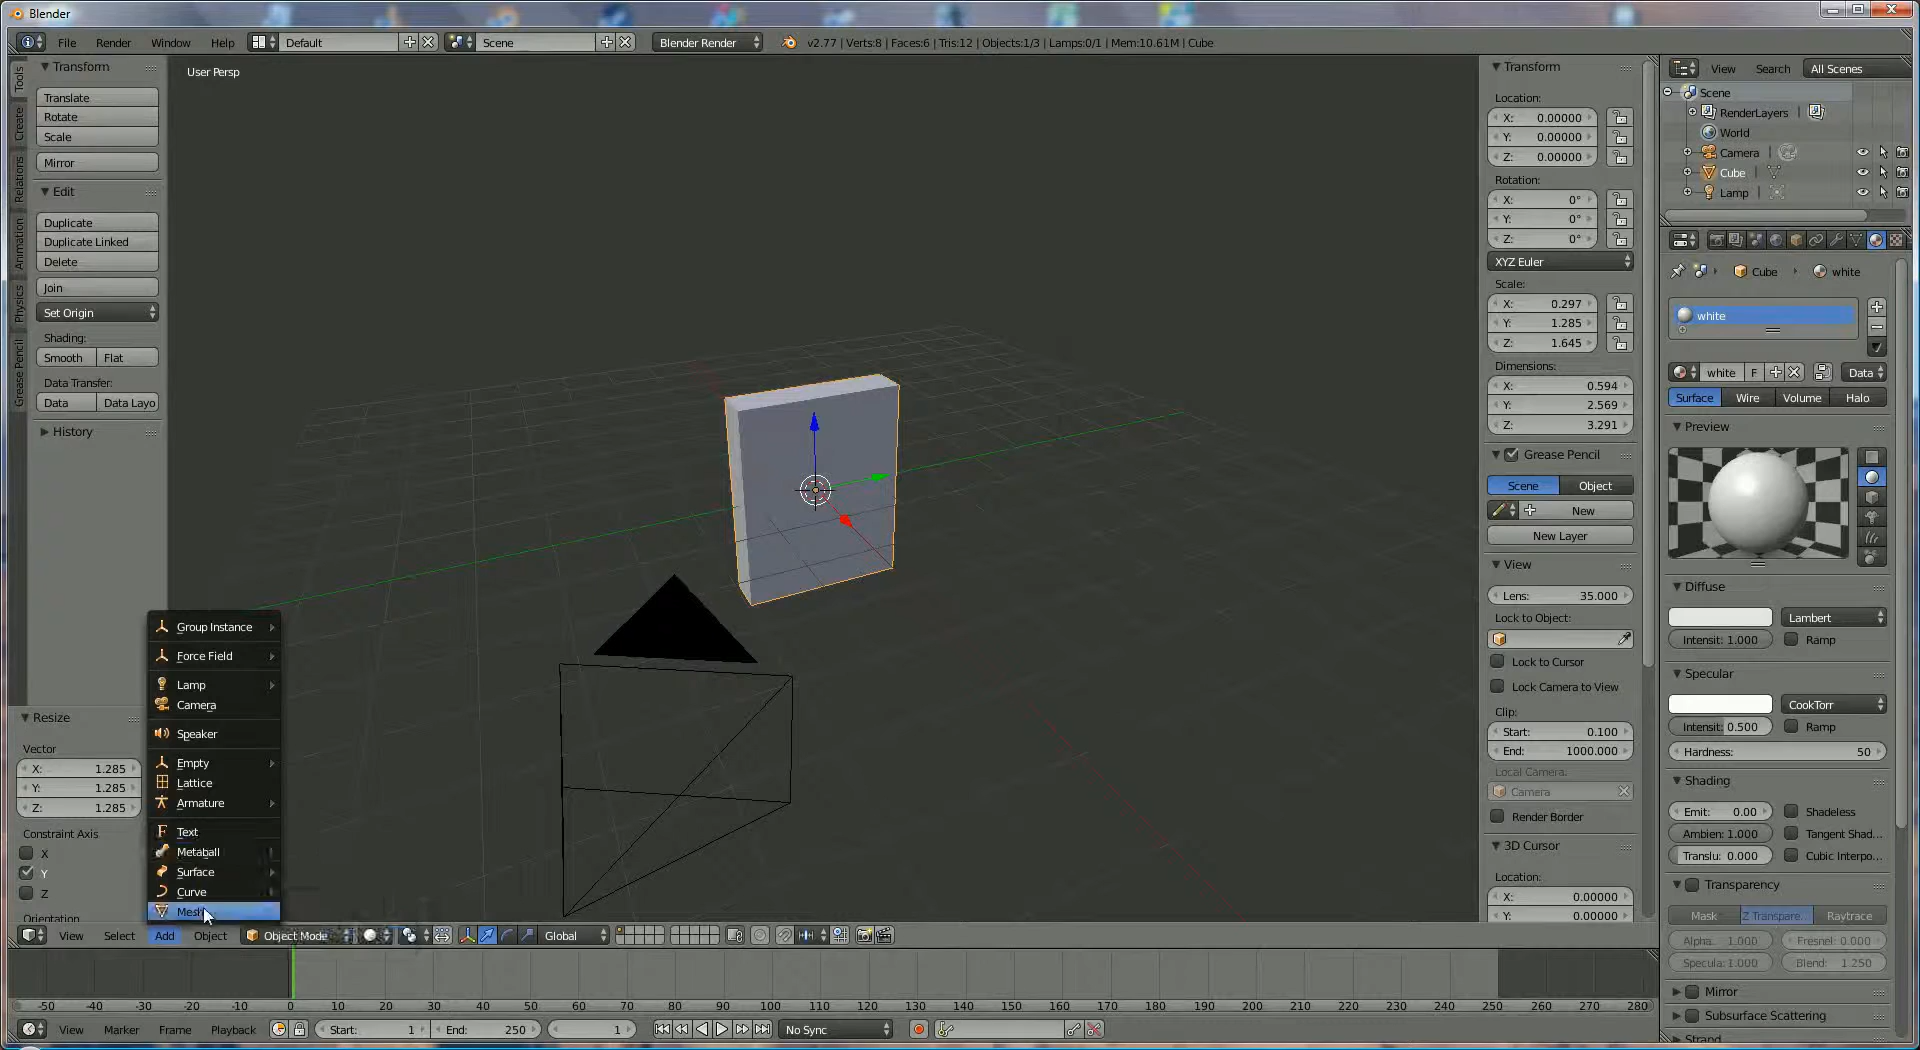 Blender
File Render Window Help Default Scene Blender Render v2.77 | Verts:8 | Faces:6 | Tris:12 | Objects:1/3 | Lamps:0/1 | Mem:10.61M | Cube
Tools
Create
Relations
Animation
Physics
Grease Pencil
Transform
Translate
Rotate
Scale
Mirror
Edit
Duplicate
Duplicate Linked
Delete
Join
Set Origin
Shading:
Smooth Flat
Data Transfer:
Data Data Layo
History
Resize
Vector
X: 1.285
Y: 1.285
Z: 1.285
Constraint Axis
X
Y
Z
Orientation
User Persp
Group Instance
Force Field
Lamp
Camera
Speaker
Empty
Lattice
Armature
Text
Metaball
Surface
Curve
Mesh
View Select Add Object Object Mode Global
Transform
Location:
X: 0.00000
Y: 0.00000
Z: 0.00000
Rotation:
X: 0°
Y: 0°
Z: 0°
XYZ Euler
Scale:
X: 0.297
Y: 1.285
Z: 1.645
Dimensions:
X: 0.594
Y: 2.569
Z: 3.291
Grease Pencil
Scene Object
New
New Layer
View
Lens: 35.000
Lock to Object:
Lock to Cursor
Lock Camera to View
Clip:
Start: 0.100
End: 1000.000
Local Camera:
Camera
Render Border
3D Cursor
Location:
X: 0.00000
Y: 0.00000
View Search All Scenes
Scene
RenderLayers |
World
Camera |
Cube |
Lamp |
Cube white
white
white F Data
Surface Wire Volume Halo
Preview
Diffuse
Lambert
Intensit: 1.000 Ramp
Specular
CookTorr
Intensit: 0.500 Ramp
Hardness: 50
Shading
Emit: 0.00 Shadeless
Ambien: 1.000 Tangent Shad...
Translu: 0.000 Cubic Interpo...
Transparency
Mask Z Transpare.. Raytrace
Alpha: 1.000 Fresnel: 0.000
Specula: 1.000 Blend: 1.250
Mirror
Subsurface Scattering
Strand
-50 -40 -30 -20 -10 0 10 20 30 40 50 60 70 80 90 100 110 120 130 140 150 160 170 180 190 200 210 220 230 240 250 260 270 280
View Marker Frame Playback Start: 1 End: 250 1 No Sync